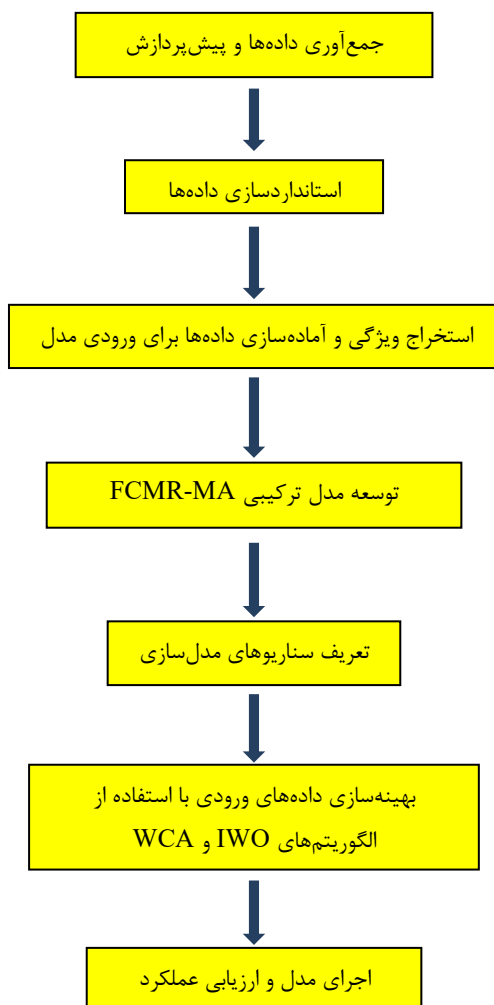 جمع‌آوری داده‌ها و پیش‌پردازش
استانداردسازی داده‌ها
استخراج ویژگی و آماده‌سازی داده‌ها برای ورودی مدل
توسعه مدل ترکیبی FCMR-MA
تعریف سناریوهای مدل‌سازی
بهینه‌سازی داده‌های ورودی با استفاده از
الگوریتم‌های IWO و WCA
اجرای مدل و ارزیابی عملکرد